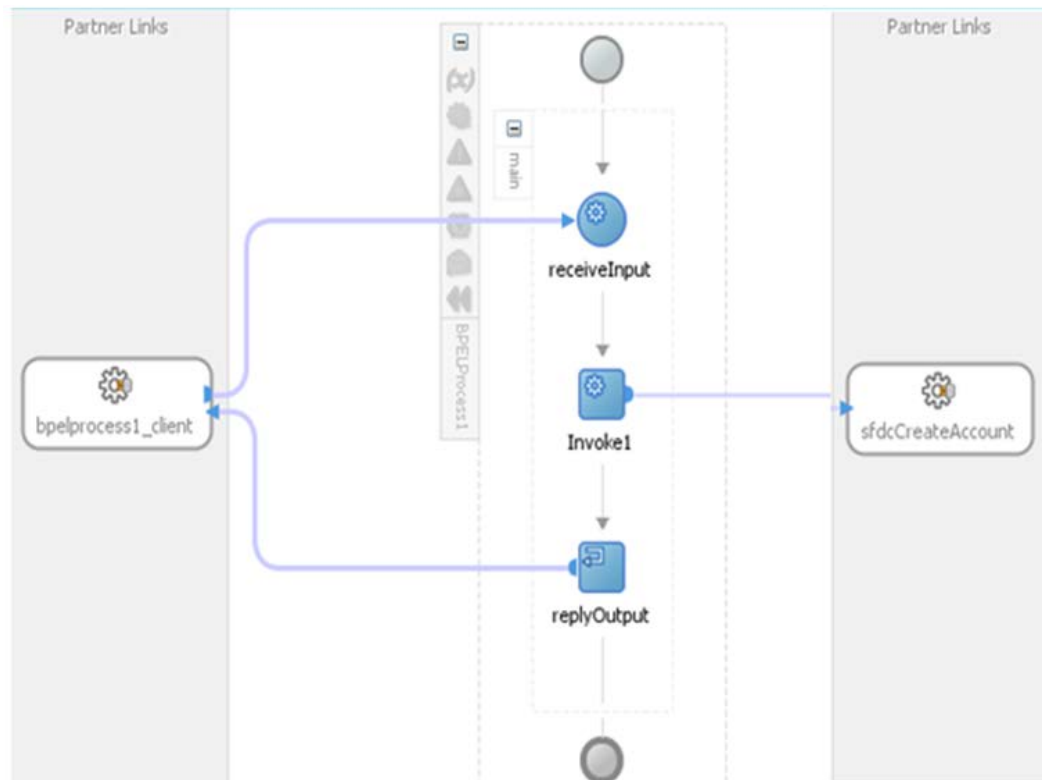 Partner Links
Partner Links
main
receiveInput
BPELProcess1
bpelprocess1_client
Invoke1
sfdcCreateAccount
replyOutput